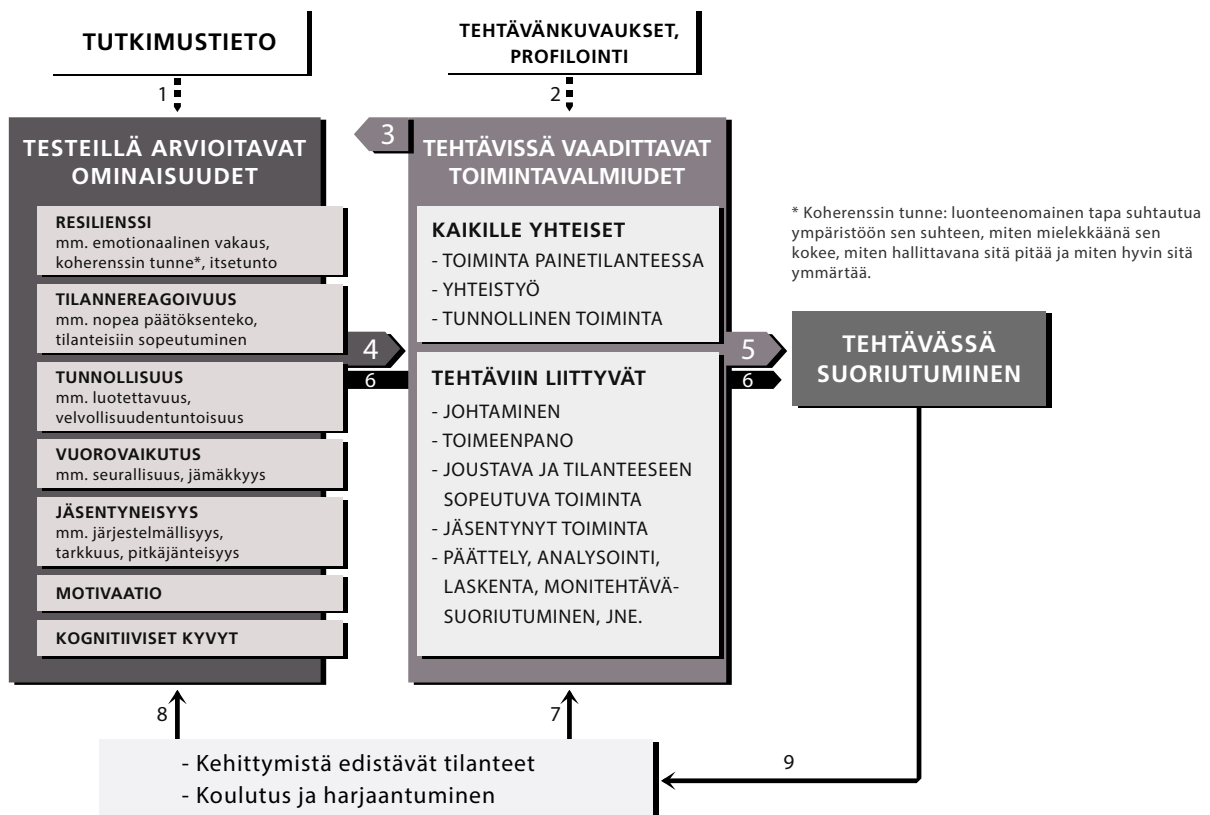 TUTKIMUSTIETO
TEHTÄVÄNKUVAUKSET,
PROFILOINTI
1
2
3
TESTEILLÄ ARVIOITAVAT
OMINAISUUDET
RESILIENSSI
mm. emotionaalinen vakaus,
koherenssin tunne*, itsetunto
TILANNEREAGOIVUUS
mm. nopea päätöksenteko,
tilanteisiin sopeutuminen
TUNNOLLISUUS
mm. luotettavuus,
velvollisuudentuntoisuus
VUOROVAIKUTUS
mm. seurallisuus, jämäkkyys
JÄSENTYNEISYYS
mm. järjestelmällisyys,
tarkkuus, pitkäjänteisyys
MOTIVAATIO
KOGNITIIVISET KYVYT
4
6
TEHTÄVISSÄ VAADITTAVAT
TOIMINTAVALMIUDET
KAIKILLE YHTEISET
- TOIMINTA PAINETILANTEESSA
- YHTEISTYÖ
- TUNNOLLINEN TOIMINTA
TEHTÄVIIN LIITTYVÄT
- JOHTAMINEN
- TOIMEENPANO
- JOUSTAVA JA TILANTEESEEN
SOPEUTUVA TOIMINTA
- JÄSENTYNYT TOIMINTA
- PÄÄTTELY, ANALYSOINTI,
LASKENTA, MONITEHTÄVÄ-
SUORIUTUMINEN, JNE.
5
6
* Koherenssin tunne: luonteenomainen tapa suhtautua
ympäristöön sen suhteen, miten mielekkäänä sen
kokee, miten hallittavana sitä pitää ja miten hyvin sitä
ymmärtää.
TEHTÄVÄSSÄ
SUORIUTUMINEN
8
7
9
- Kehittymistä edistävät tilanteet
- Koulutus ja harjaantuminen